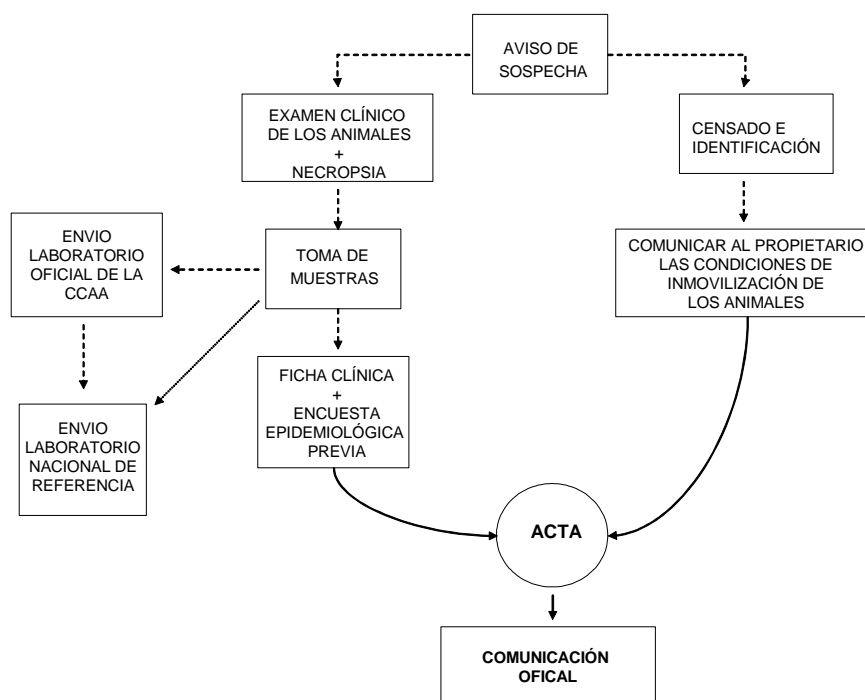 AVISO DE
SOSPECHA
EXAMEN CLÍNICO
DE LOS ANIMALES
+
NECROPSIA
CENSADO E
IDENTIFICACIÓN
ENVIO
LABORATORIO
OFICIAL DE LA
CCAA
TOMA DE
MUESTRAS
COMUNICAR AL PROPIETARIO
LAS CONDICIONES DE
INMOVILIZACIÓN DE
LOS ANIMALES
FICHA CLÍNICA
+
ENCUESTA
EPIDEMIOLÓGICA
PREVIA
ENVIO
LABORATORIO
NACIONAL DE
REFERENCIA
ACTA
COMUNICACIÓN
OFICAL